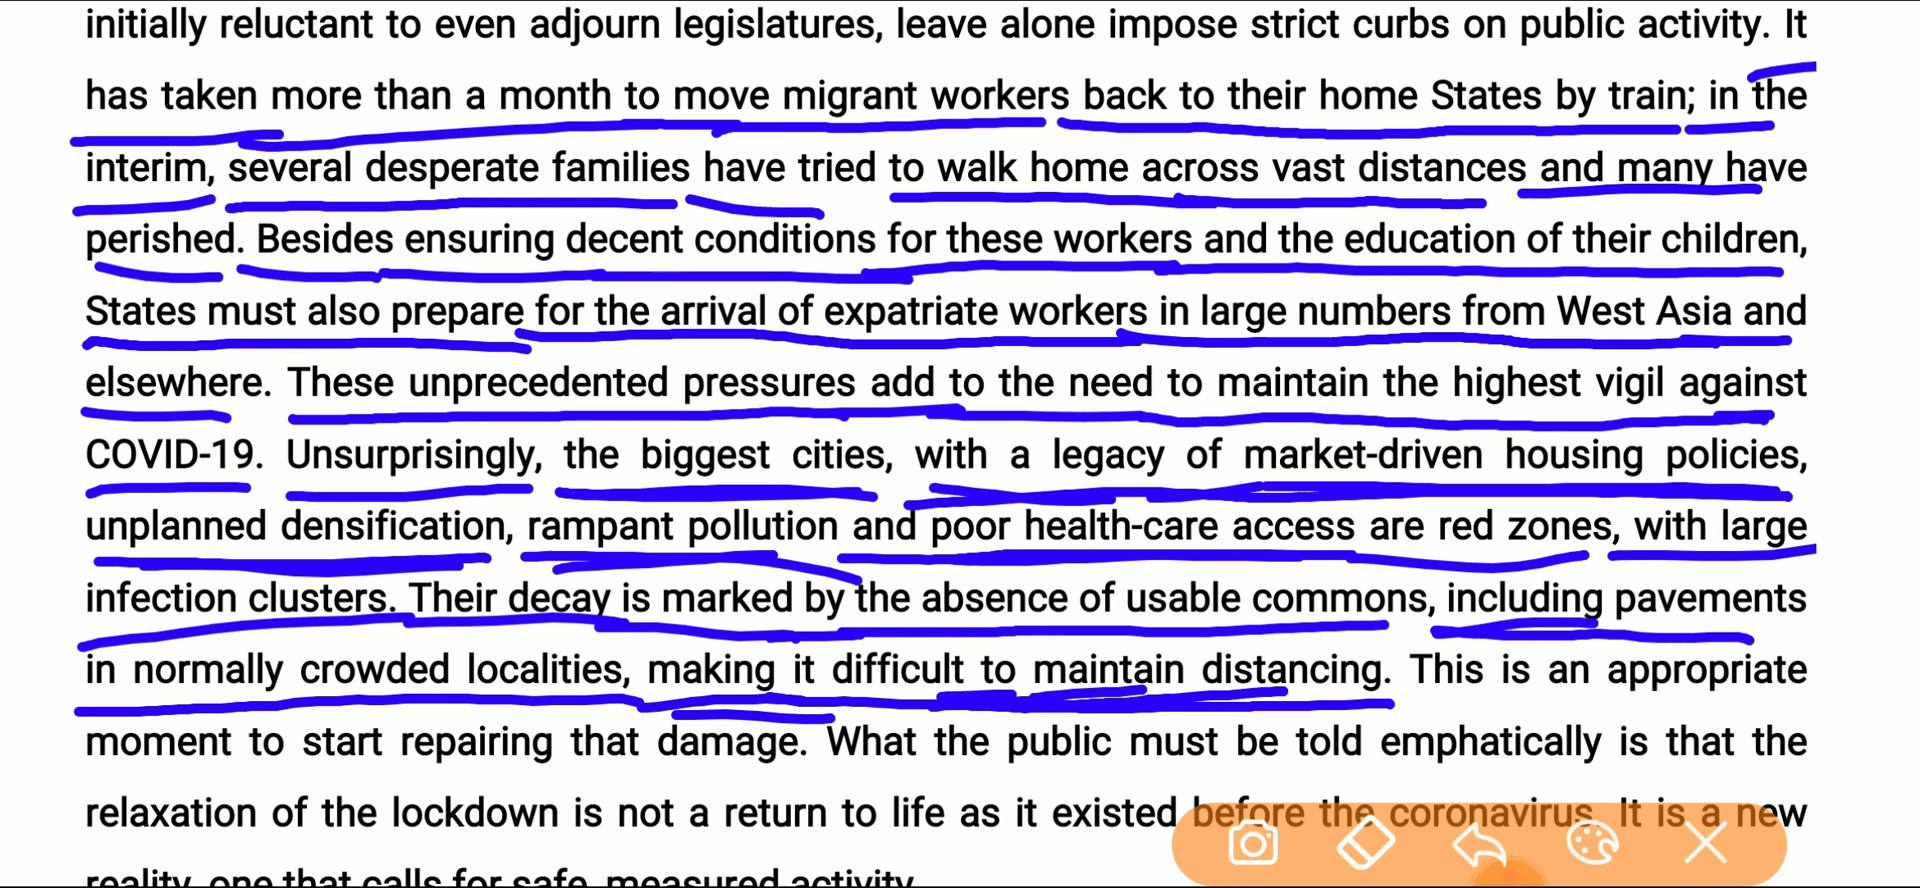 initially reluctant to even adjourn legislatures, leave alone impose strict curbs on public activity. It
has taken more than a month to move migrant workers back to their home States by train; in the
interim, several desperate families have tried to walk home across vast distances and many have
perished. Besides ensuring decent conditions for these workers and the education of their children,
States must also prepare for the arrival of expatriate workers in large numbers from West Asia and
elsewhere. These unprecedented pressures add to the need to maintain the highest vigil against
COVID-19. Unsurprisingly, the biggest cities, with a legacy of market-driven housing policies,
unplanned densification, rampant pollution and poor health-care access are red zones, with large
infection clusters. Their decay is marked by the absence of usable commons, including pavements
in normally crowded localities, making it difficult to maintain distancing. This is an appropriate
moment to start repairing that damage. What the public must be told emphatically is that the
relaxation of the lockdown is not a return to life as it existed before the coronavirus. It is a new
reality, one that calls for safe, measured activity.